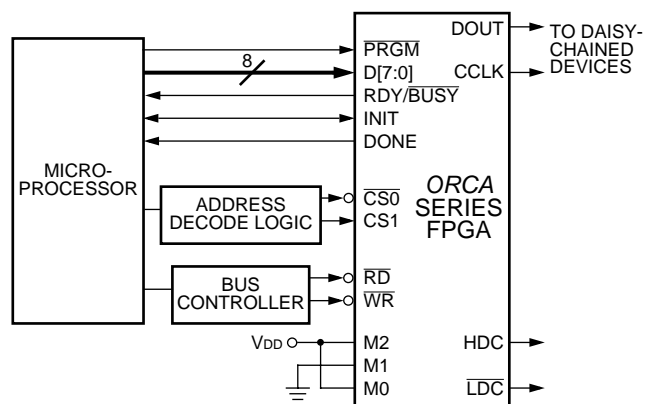 MICRO-
PROCESSOR
8
ADDRESS
DECODE LOGIC
BUS
CONTROLLER
VDD
PRGM
D[7:0]
RDY/BUSY
INIT
DONE
CS0
CS1
RD
WR
M2
M1
M0
ORCA
SERIES
FPGA
DOUT
CCLK
HDC
LDC
TO DAISY-
CHAINED
DEVICES